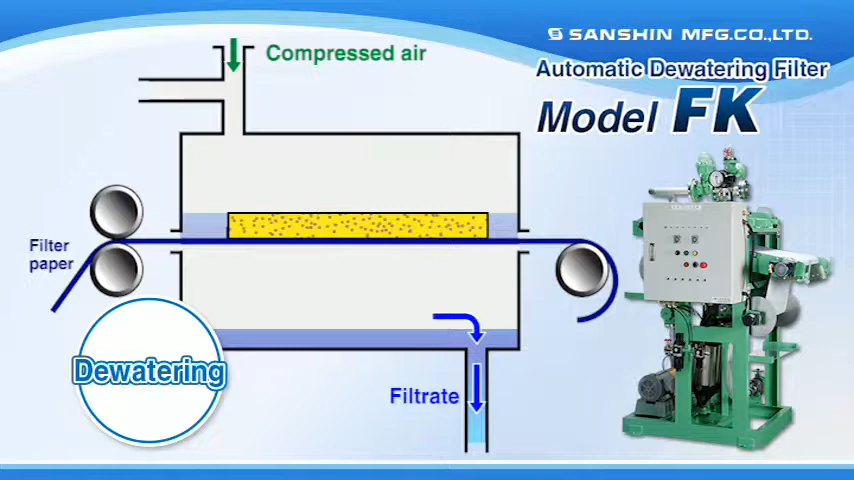 SANSHIN MFG.CO.,LTD.
Automatic Dewatering Filter
Model FK
Compressed air
Filter
paper
Dewatering
Filtrate